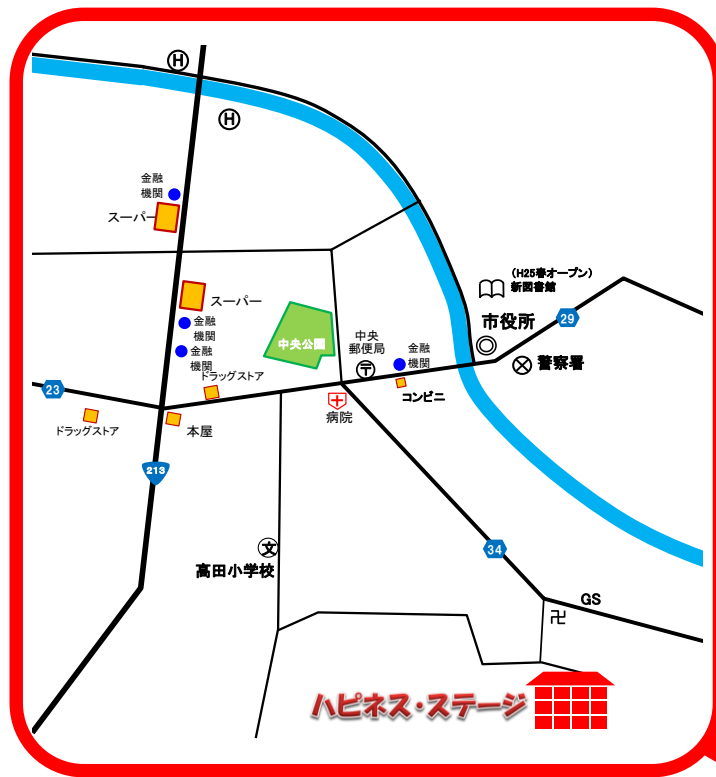 H
H
金融
機関
スーパー
(H25春オープン)
新図書館
市役所
29
スーパー
金融
機関
金融
機関
中央公園
中央
郵便局
〒
金融
機関
警察署
23
ドラッグストア
コンビニ
ドラッグストア
本屋
病院
213
文
高田小学校
34
GS
卍
ハピネス・ステージ